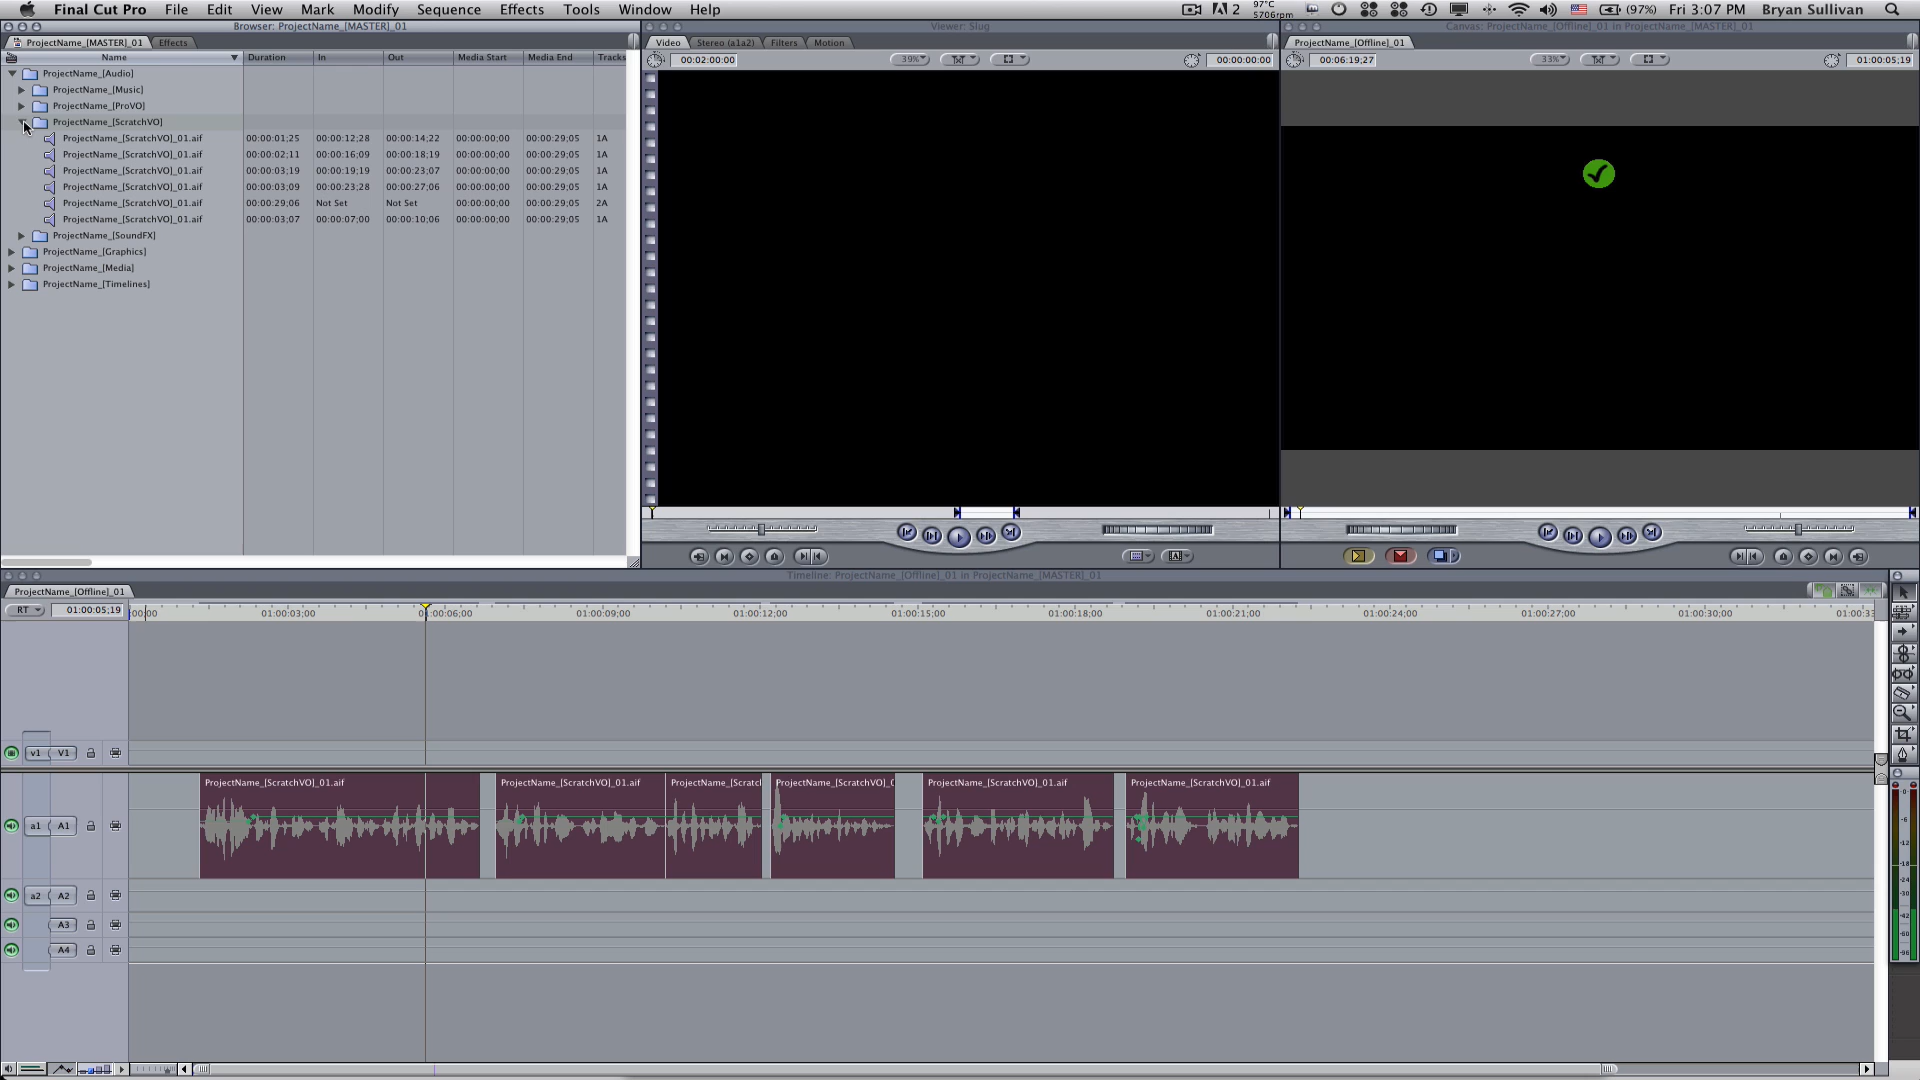 Final Cut Pro File Edit View Mark Modify Sequence Effects Tools Window Help 2 97°C 5706rpm (97%) Fri 3:07 PM Bryan Sullivan
Browser: ProjectName_[MASTER]_01
ProjectName_[MASTER]_01 Effects
Name Duration In Out Media Start Media End Tracks
ProjectName_[Audio]
ProjectName_[Music]
ProjectName_[ProVO]
ProjectName_[ScratchVO]
ProjectName_[ScratchVO]_01.aif 00:00:01;25 00:00:12;28 00:00:14;22 00:00:00;00 00:00:29;05 1A
ProjectName_[ScratchVO]_01.aif 00:00:02;11 00:00:16;09 00:00:18;19 00:00:00;00 00:00:29;05 1A
ProjectName_[ScratchVO]_01.aif 00:00:03;19 00:00:19;19 00:00:23;07 00:00:00;00 00:00:29;05 1A
ProjectName_[ScratchVO]_01.aif 00:00:03;09 00:00:23;28 00:00:27;06 00:00:00;00 00:00:29;05 1A
ProjectName_[ScratchVO]_01.aif 00:00:29;06 Not Set Not Set 00:00:00;00 00:00:29;05 2A
ProjectName_[ScratchVO]_01.aif 00:00:03;07 00:00:07;00 00:00:10;06 00:00:00;00 00:00:29;05 1A
ProjectName_[SoundFX]
ProjectName_[Graphics]
ProjectName_[Media]
ProjectName_[Timelines]
Viewer: Slug
Video Stereo (a1a2) Filters Motion
00:02:00:00 39% 00:00:00:00
Canvas: ProjectName_[Offline]_01 in ProjectName_[MASTER]_01
ProjectName_[Offline]_01
00:06:19;27 33% 01:00:05;19
Timeline: ProjectName_[Offline]_01 in ProjectName_[MASTER]_01
ProjectName_[Offline]_01
RT 01:00:05;19 00;00 01:00:03;00 01:00:06;00 01:00:09;00 01:00:12;00 01:00:15;00 01:00:18;00 01:00:21;00 01:00:24;00 01:00:27;00 01:00:30;00 01:00:33
v1 V1
ProjectName_[ScratchVO]_01.aif ProjectName_[ScratchVO]_01.aif ProjectName_[Scratc ProjectName_[ScratchVO]_0 ProjectName_[ScratchVO]_01.aif ProjectName_[ScratchVO]_01.aif
a1 A1
a2 A2
A3
A4
-0
-6
-12
-18
-24
-30
-42
-60
-96